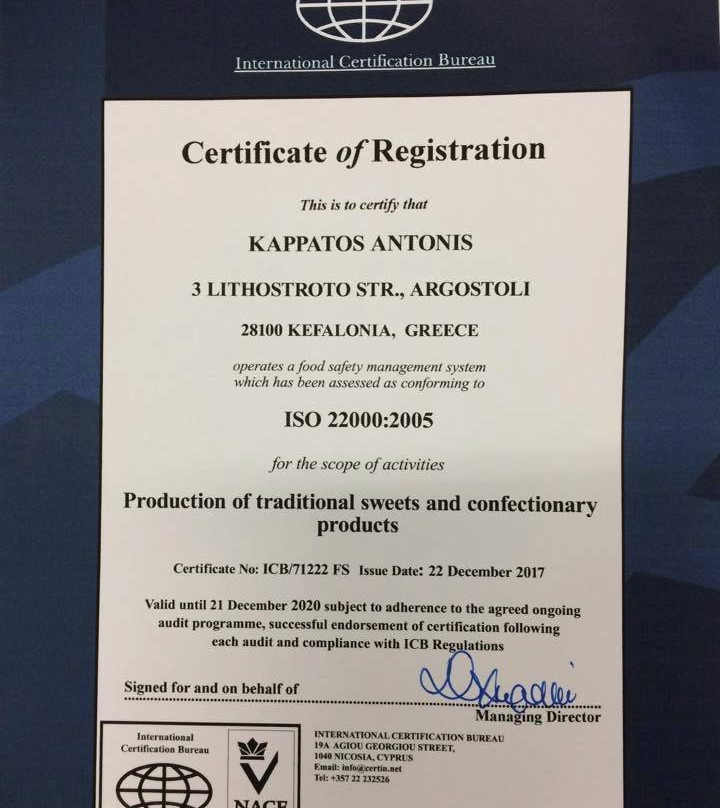 International Certification Bureau
Certificate of Registration
This is to certify that
KAPPATOS ANTONIS
3 LITHOSTROTO STR., ARGOSTOLI
28100 KEFALONIA, GREECE
operates a food safety management system
which has been assessed as conforming to
ISO 22000:2005
for the scope of activities
Production of traditional sweets and confectionary
products
Certificate No: ICB/71222 FS Issue Date: 22 December 2017
Valid until 21 December 2020 subject to adherence to the agreed ongoing
audit programme, successful endorsement of certification following
each audit and compliance with ICB Regulations
Signed for and on behalf of
Managing Director
International
Certification Bureau
NACE
INTERNATIONAL CERTIFICATION BUREAU
19A AGIOU GEORGIOU STREET,
1040 NICOSIA, CYPRUS
Email: info@certin.net
Tel: +357 22 232526